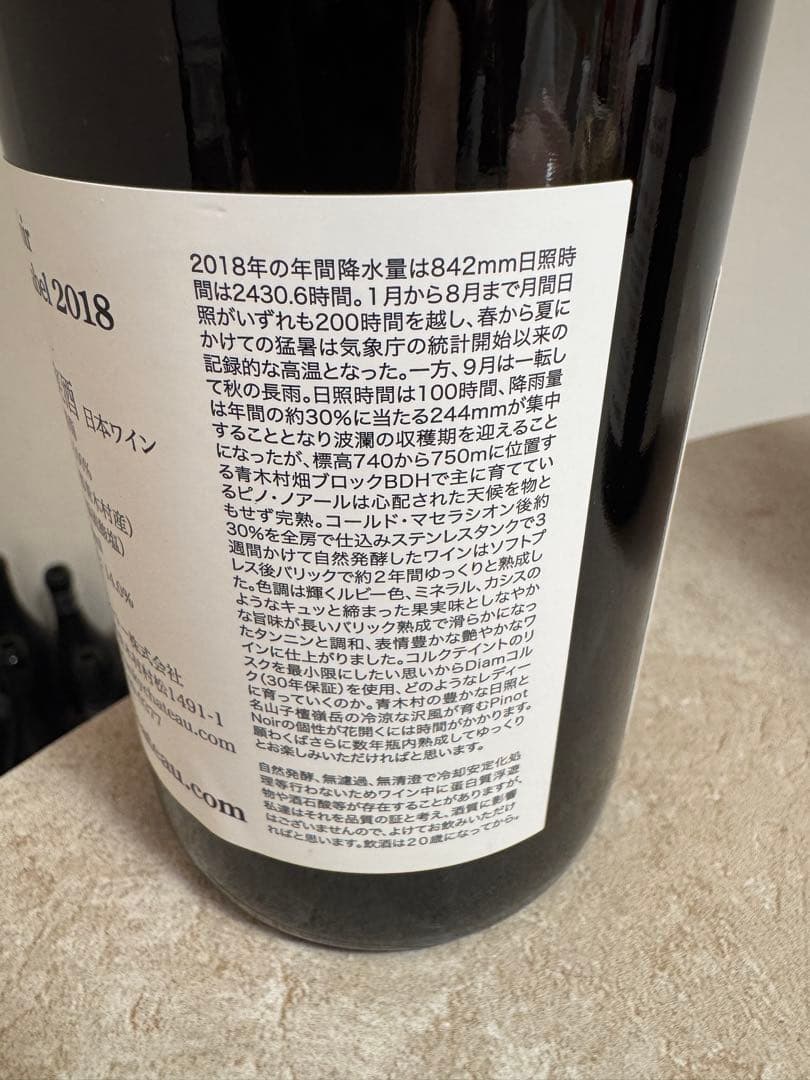 ir
abel 2018
酒 日本ワイン
青木村産)
14.0%
株式会社
村村松1491-1
chateau.com
577
eau.com
2018年の年間降水量は842mm日照時
間は2430.6時間。1月から8月まで月間日
照がいずれも200時間を越し、春から夏に
かけての猛暑は気象庁の統計開始以来の
記録的な高温となった。一方、9月は一転し
て秋の長雨。日照時間は100時間、降雨量
は年間の約30%に当たる244mmが集中
することとなり波瀾の収穫期を迎えること
になったが、標高740から750mに位置す
る青木村畑ブロックBDHで主に育ててい
るピノ・ノアールは心配された天候を物と
もせず完熟。コールド・マセラシオン後約
30%を全房で仕込みステンレスタンクで3
週間かけて自然発酵したワインはソフトプ
レス後バリックで約2年間ゆっくりと熟成し
た。色調は輝くルビー色、ミネラル、カシスの
ようなキュッと締まった果実味としなやか
な旨味が長いバリック熟成で滑らかになっ
たタンニンと調和、表情豊かな艶やかなワ
インに仕上がりました。コルクテイントのリ
スクを最小限にしたい思いからDiamコル
ク(30年保証)を使用、どのようなレディー
に育っていくのか。青木村の豊かな日照と
名山子檀嶺岳の冷涼な沢風が育むPinot
Noirの個性が花開くには時間がかかります。
願わくばさらに数年瓶内熟成してゆっくり
とお楽しみいただければと思います。
自然発酵、無濾過、無清澄で冷却安定化処
理等行わないためワイン中に蛋白質浮遊
物や酒石酸等が存在することがありますが、
私達はそれを品質の証と考え、酒質に影響
はございませんので、よけてお飲みいただけ
ればと思います。飲酒は20歳になってから。